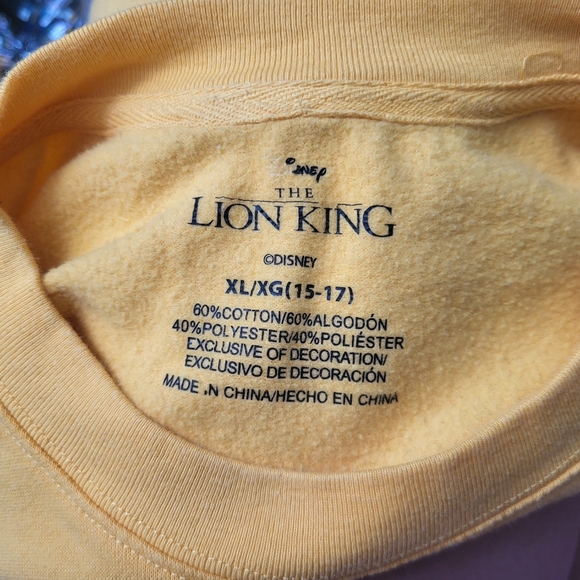 THE
LION KING
©DISNEY
XL/XG(15-17)
60%COTTON/60%ALGODÓN
40%POLYESTER/40%POLIÉSTER
EXCLUSIVE OF DECORATION/
EXCLUSIVO DE DECORACIÓN
MADE IN CHINA/HECHO EN CHINA